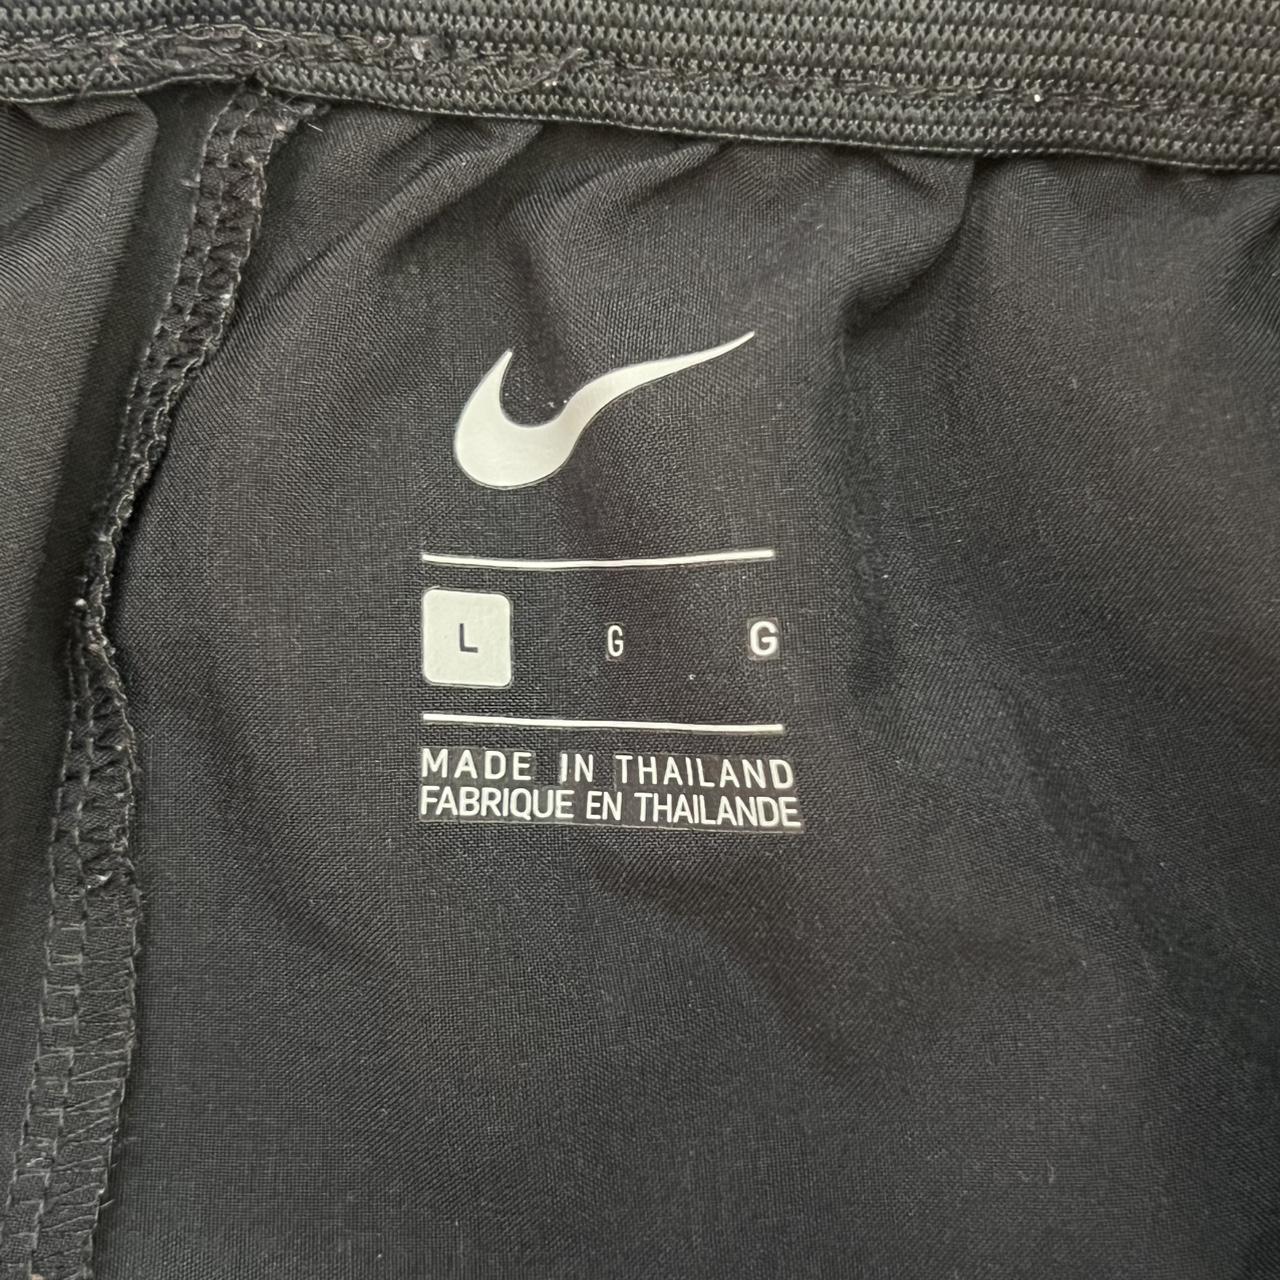 L G G
MADE IN THAILAND
FABRIQUE EN THAILANDE